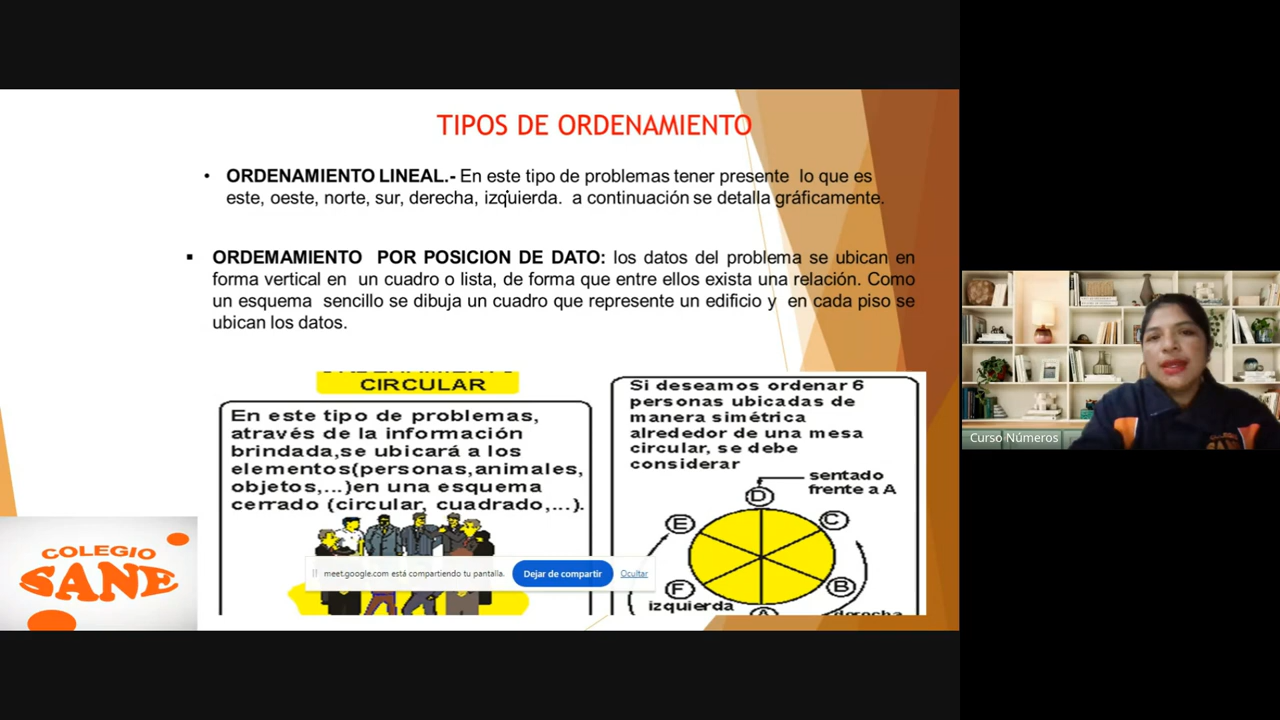 TIPOS DE ORDENAMIENTO
• ORDENAMIENTO LINEAL.- En este tipo de problemas tener presente lo que es
este, oeste, norte, sur, derecha, izquierda. a continuación se detalla gráficamente.
▪ ORDEMAMIENTO POR POSICION DE DATO: los datos del problema se ubican en
forma vertical en un cuadro o lista, de forma que entre ellos exista una relación. Como
un esquema sencillo se dibuja un cuadro que represente un edificio y en cada piso se
ubican los datos.
CIRCULAR
En este tipo de problemas,
através de la información
brindada,se ubicará a los
elementos(personas,animales,
objetos,...)en una esquema
cerrado (circular, cuadrado,...).
Si deseamos ordenar 6
personas ubicadas de
manera simétrica
alrededor de una mesa
circular, se debe
considerar
sentado
frente a A
D
E
C
F
B
izquierda
A
derecha
meet.google.com está compartiendo tu pantalla.
Dejar de compartir
Ocultar
COLEGIO
SANE
Curso Números